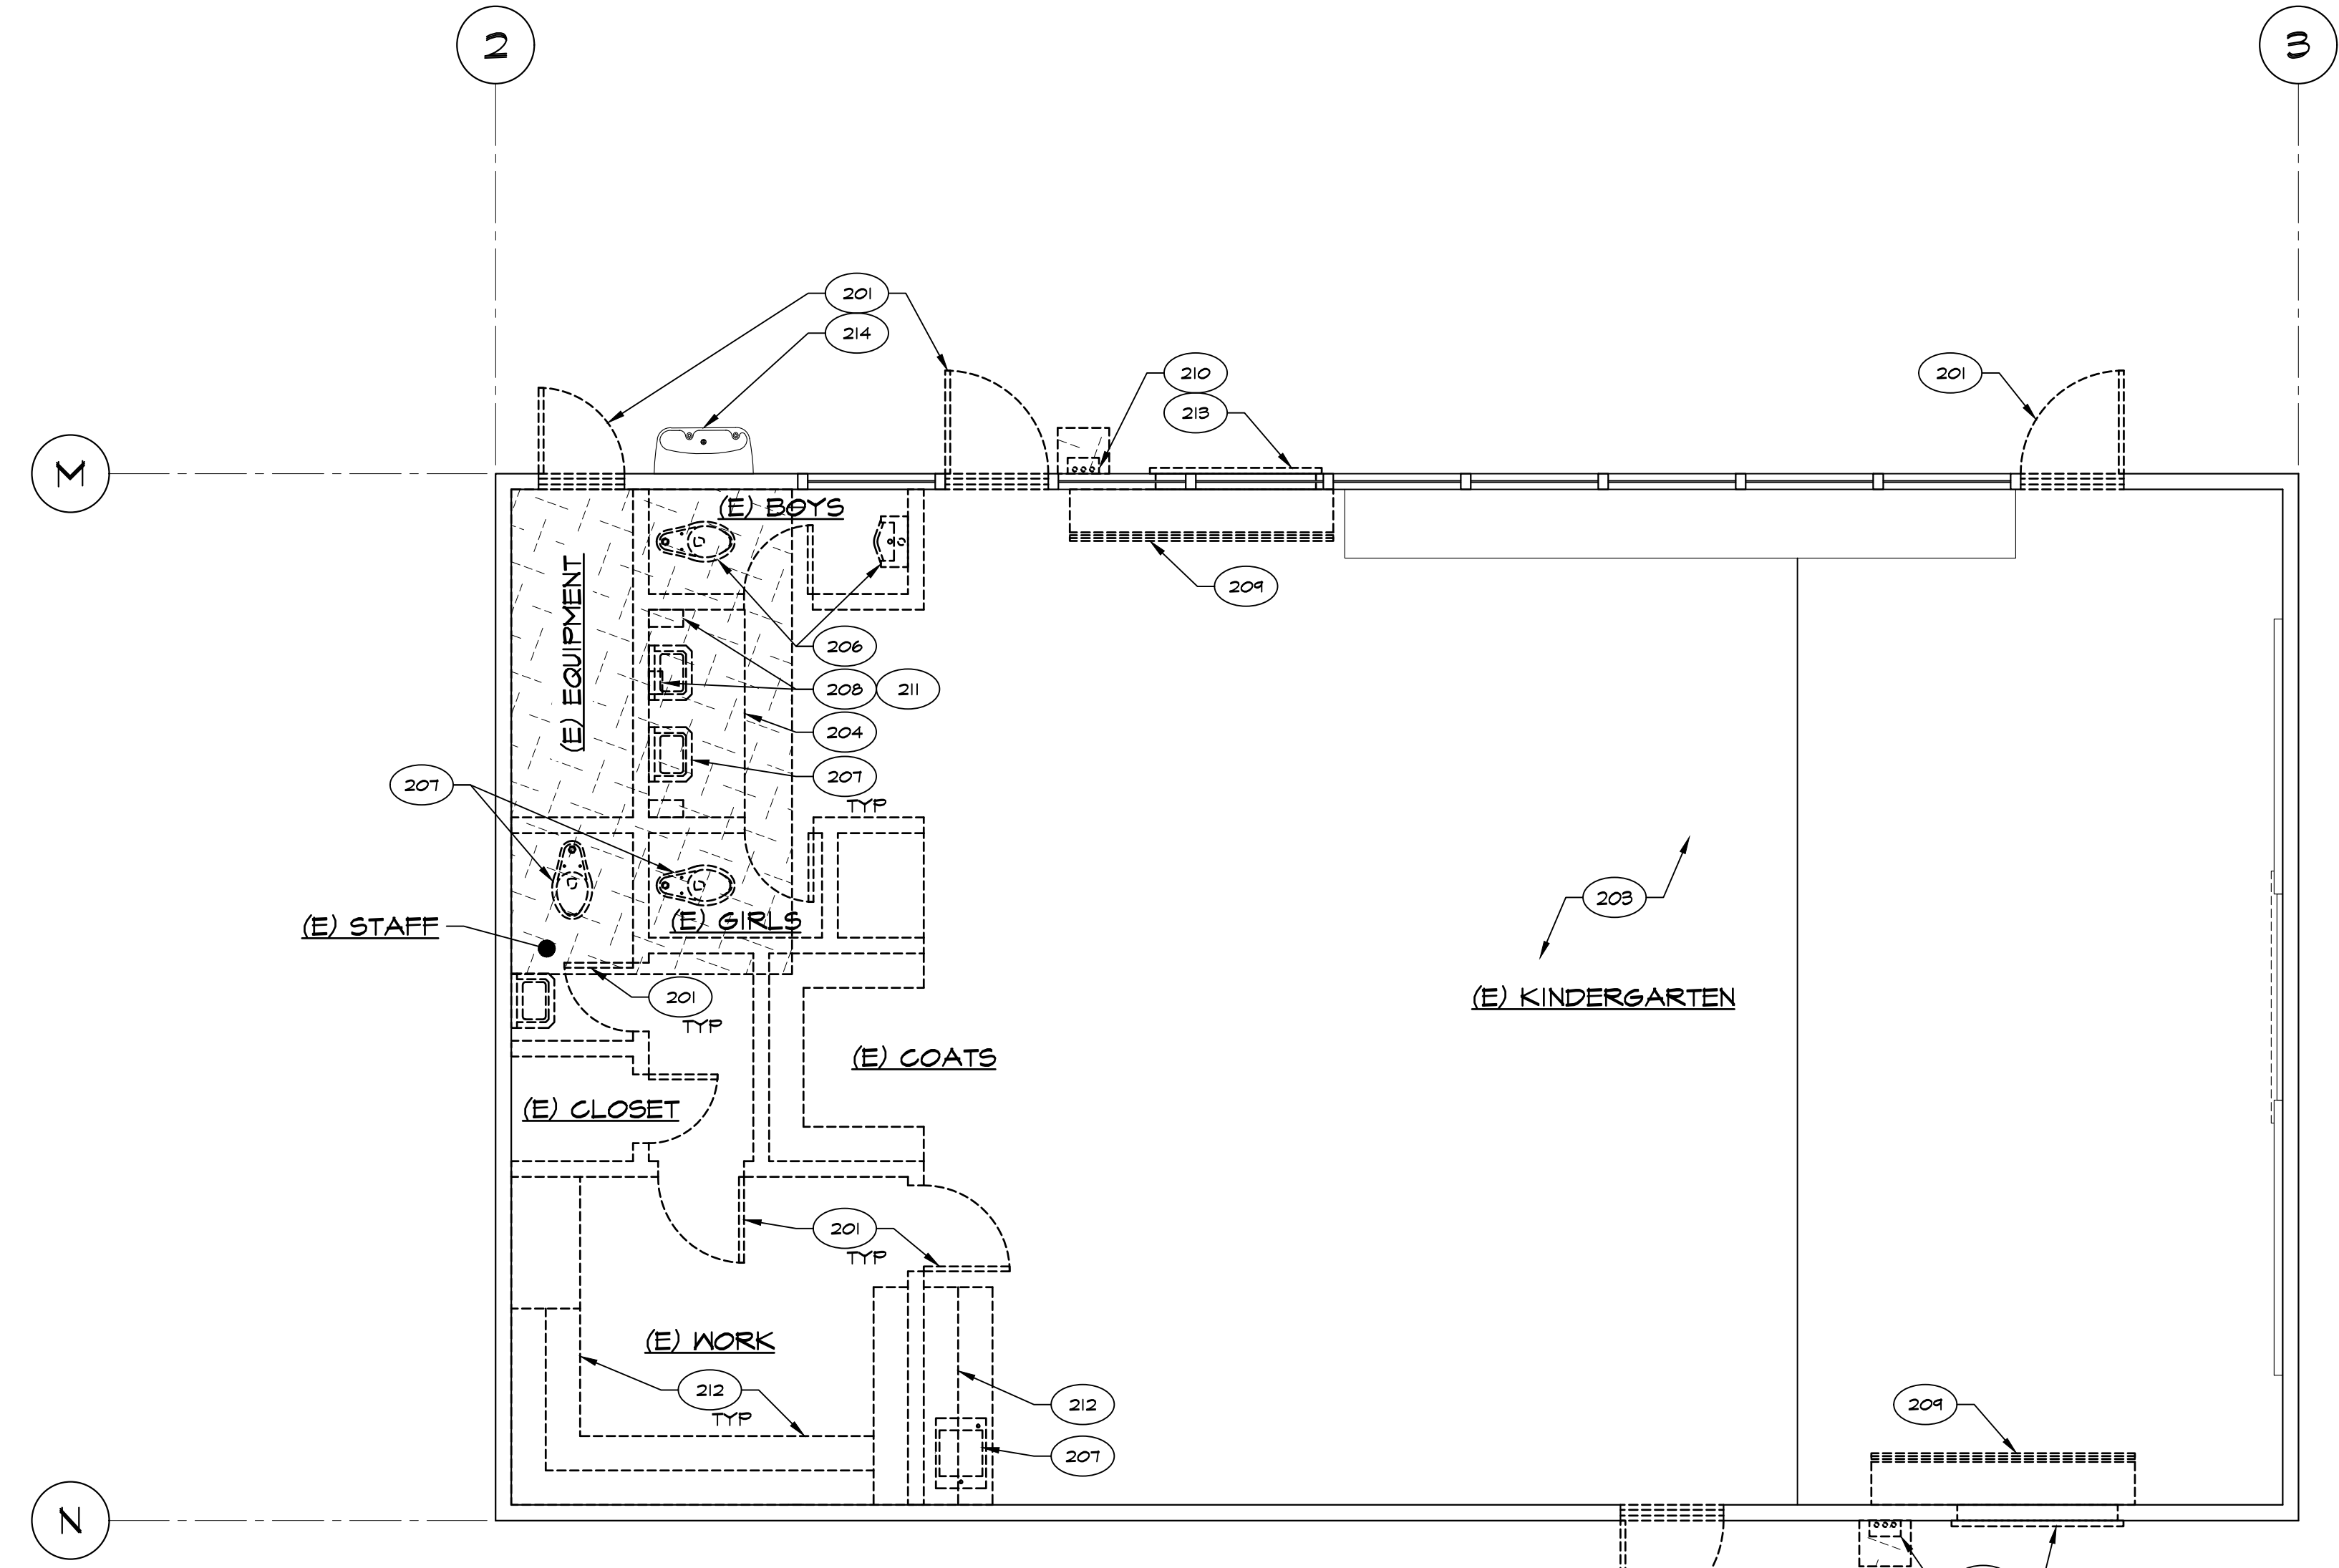 2
3
201
214
210
213
201
M
(E) BOYS
(E) EQUIPMENT
209
206
208
211
204
207
TYP
207
203
(E) STAFF
(E) GIRLS
201
TYP
(E) KINDERGARTEN
(E) COATS
(E) CLOSET
201
TYP
(E) WORK
212
TYP
212
209
207
N